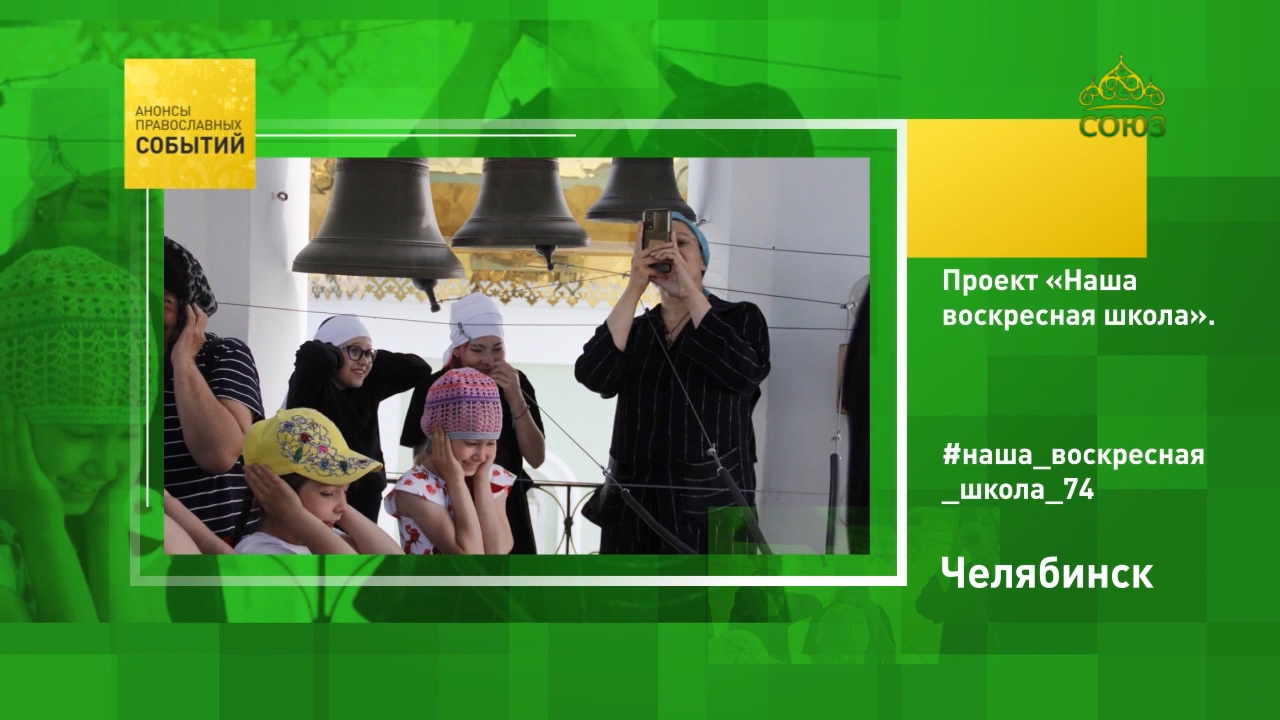 АНОНСЫ
ПРАВОСЛАВНЫХ
СОБЫТИЙ
СОЮЗ
Проект «Наша
воскресная школа».
#наша_воскресная
_школа_74
Челябинск